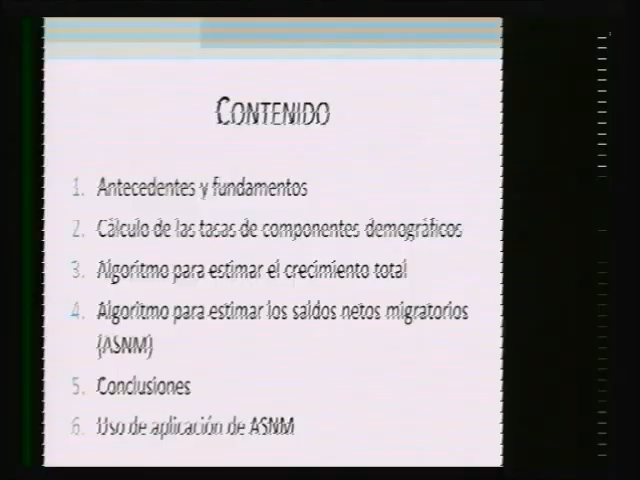 CONTENIDO
1. Antecedentes y fundamentos
2. Cálculo de las tasas de componentes demográficos
3. Algoritmo para estimar el crecimiento total
4. Algoritmo para estimar los saldos netos migratorios
(ASNM)
5. Conclusiones
6. Uso de aplicación de ASNM